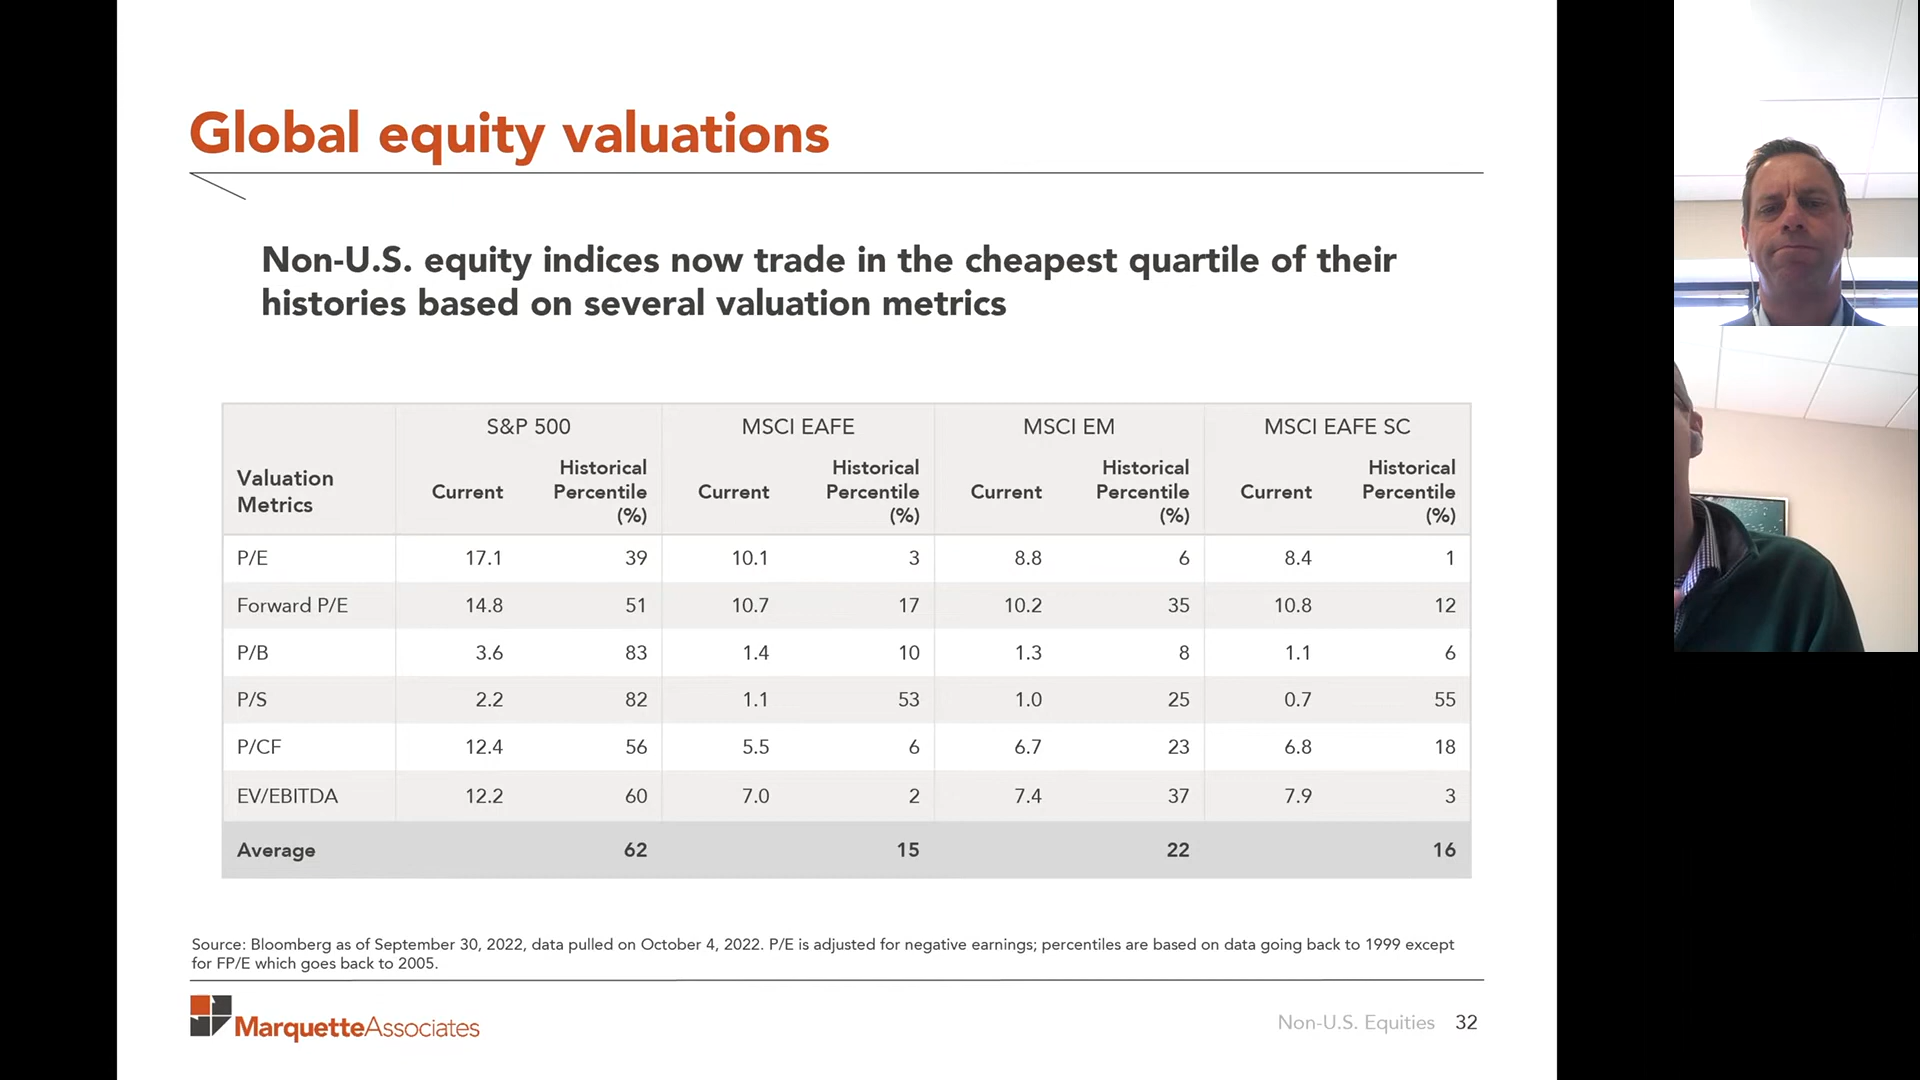 Global equity valuations
Non-U.S. equity indices now trade in the cheapest quartile of their
histories based on several valuation metrics
S&P 500 MSCI EAFE MSCI EM MSCI EAFE SC
Valuation Metrics Current Historical Percentile (%) Current Historical Percentile (%) Current Historical Percentile (%) Current Historical Percentile (%)
P/E 17.1 39 10.1 3 8.8 6 8.4 1
Forward P/E 14.8 51 10.7 17 10.2 35 10.8 12
P/B 3.6 83 1.4 10 1.3 8 1.1 6
P/S 2.2 82 1.1 53 1.0 25 0.7 55
P/CF 12.4 56 5.5 6 6.7 23 6.8 18
EV/EBITDA 12.2 60 7.0 2 7.4 37 7.9 3
Average 62 15 22 16
Source: Bloomberg as of September 30, 2022, data pulled on October 4, 2022. P/E is adjusted for negative earnings; percentiles are based on data going back to 1999 except
for FP/E which goes back to 2005.
MarquetteAssociates
Non-U.S. Equities 32